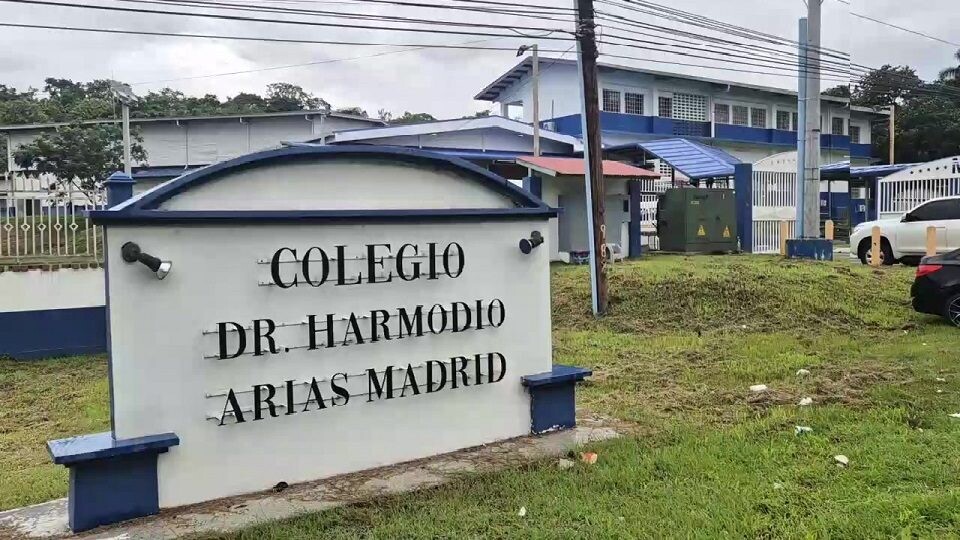 COLEGIO
DR. HARMODIO
ARIAS MADRID